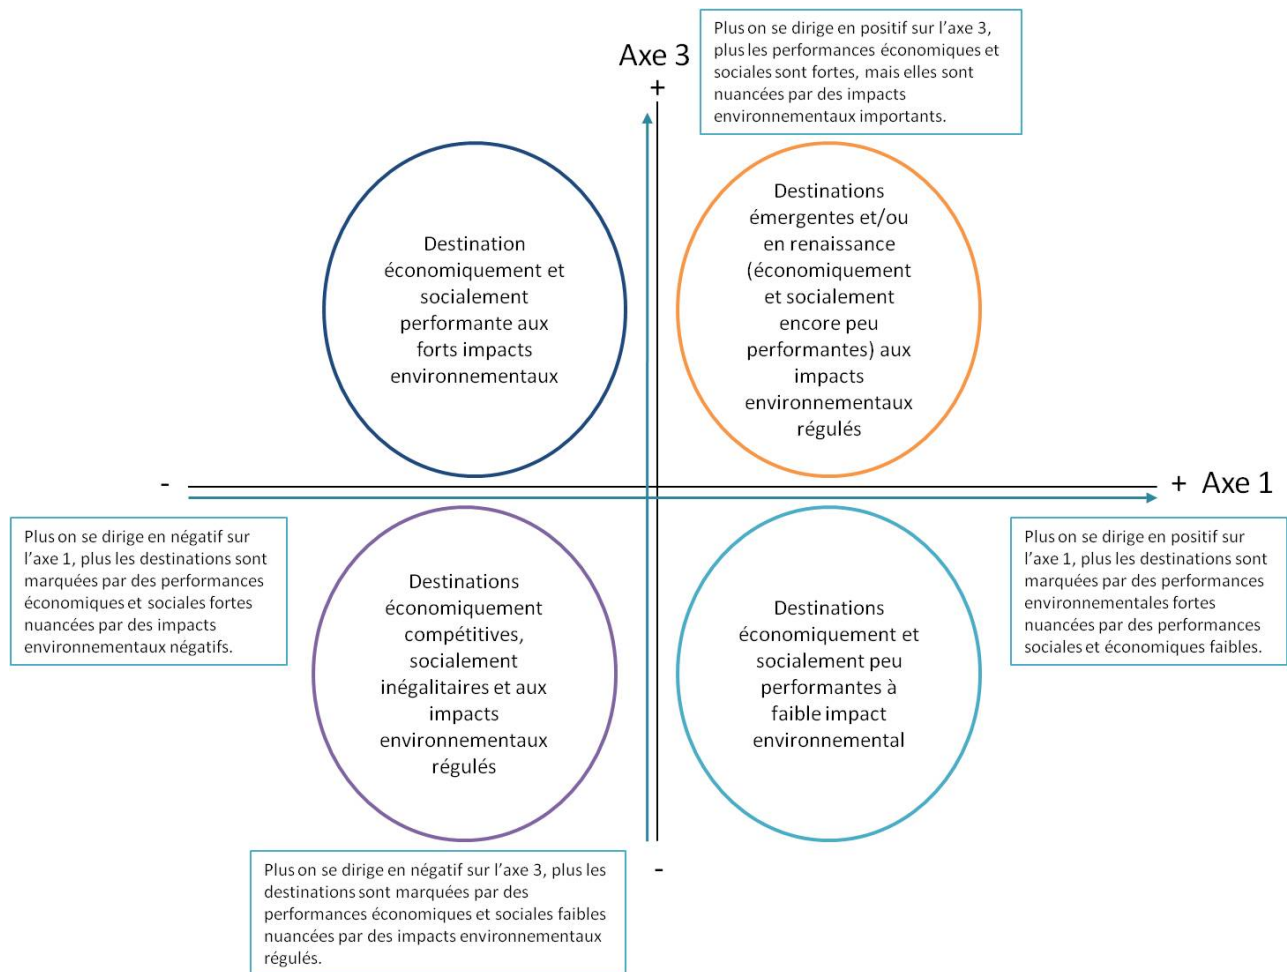 Plus on se dirige en positif sur l'axe 3,
plus les performances économiques et
sociales sont fortes, mais elles sont
nuancées par des impacts
environnementaux importants.
Axe 3
+
Destination
économiquement et
socialement
performante aux
forts impacts
environnementaux
Destinations
émergentes et/ou
en renaissance
(économiquement
et socialement
encore peu
performantes) aux
impacts
environnementaux
régulés
-
+ Axe 1
Plus on se dirige en négatif sur
l'axe 1, plus les destinations sont
marquées par des performances
économiques et sociales fortes
nuancées par des impacts
environnementaux négatifs.
Destinations
économiquement
compétitives,
socialement
inégalitaires et aux
impacts
environnementaux
régulés
Destinations
économiquement et
socialement peu
performantes à
faible impact
environnemental
Plus on se dirige en positif sur
l'axe 1, plus les destinations sont
marquées par des performances
environnementales fortes
nuancées par des performances
sociales et économiques faibles.
Plus on se dirige en négatif sur l'axe 3, plus les
destinations sont marquées par des
performances économiques et sociales faibles
nuancées par des impacts environnementaux
régulés.
-